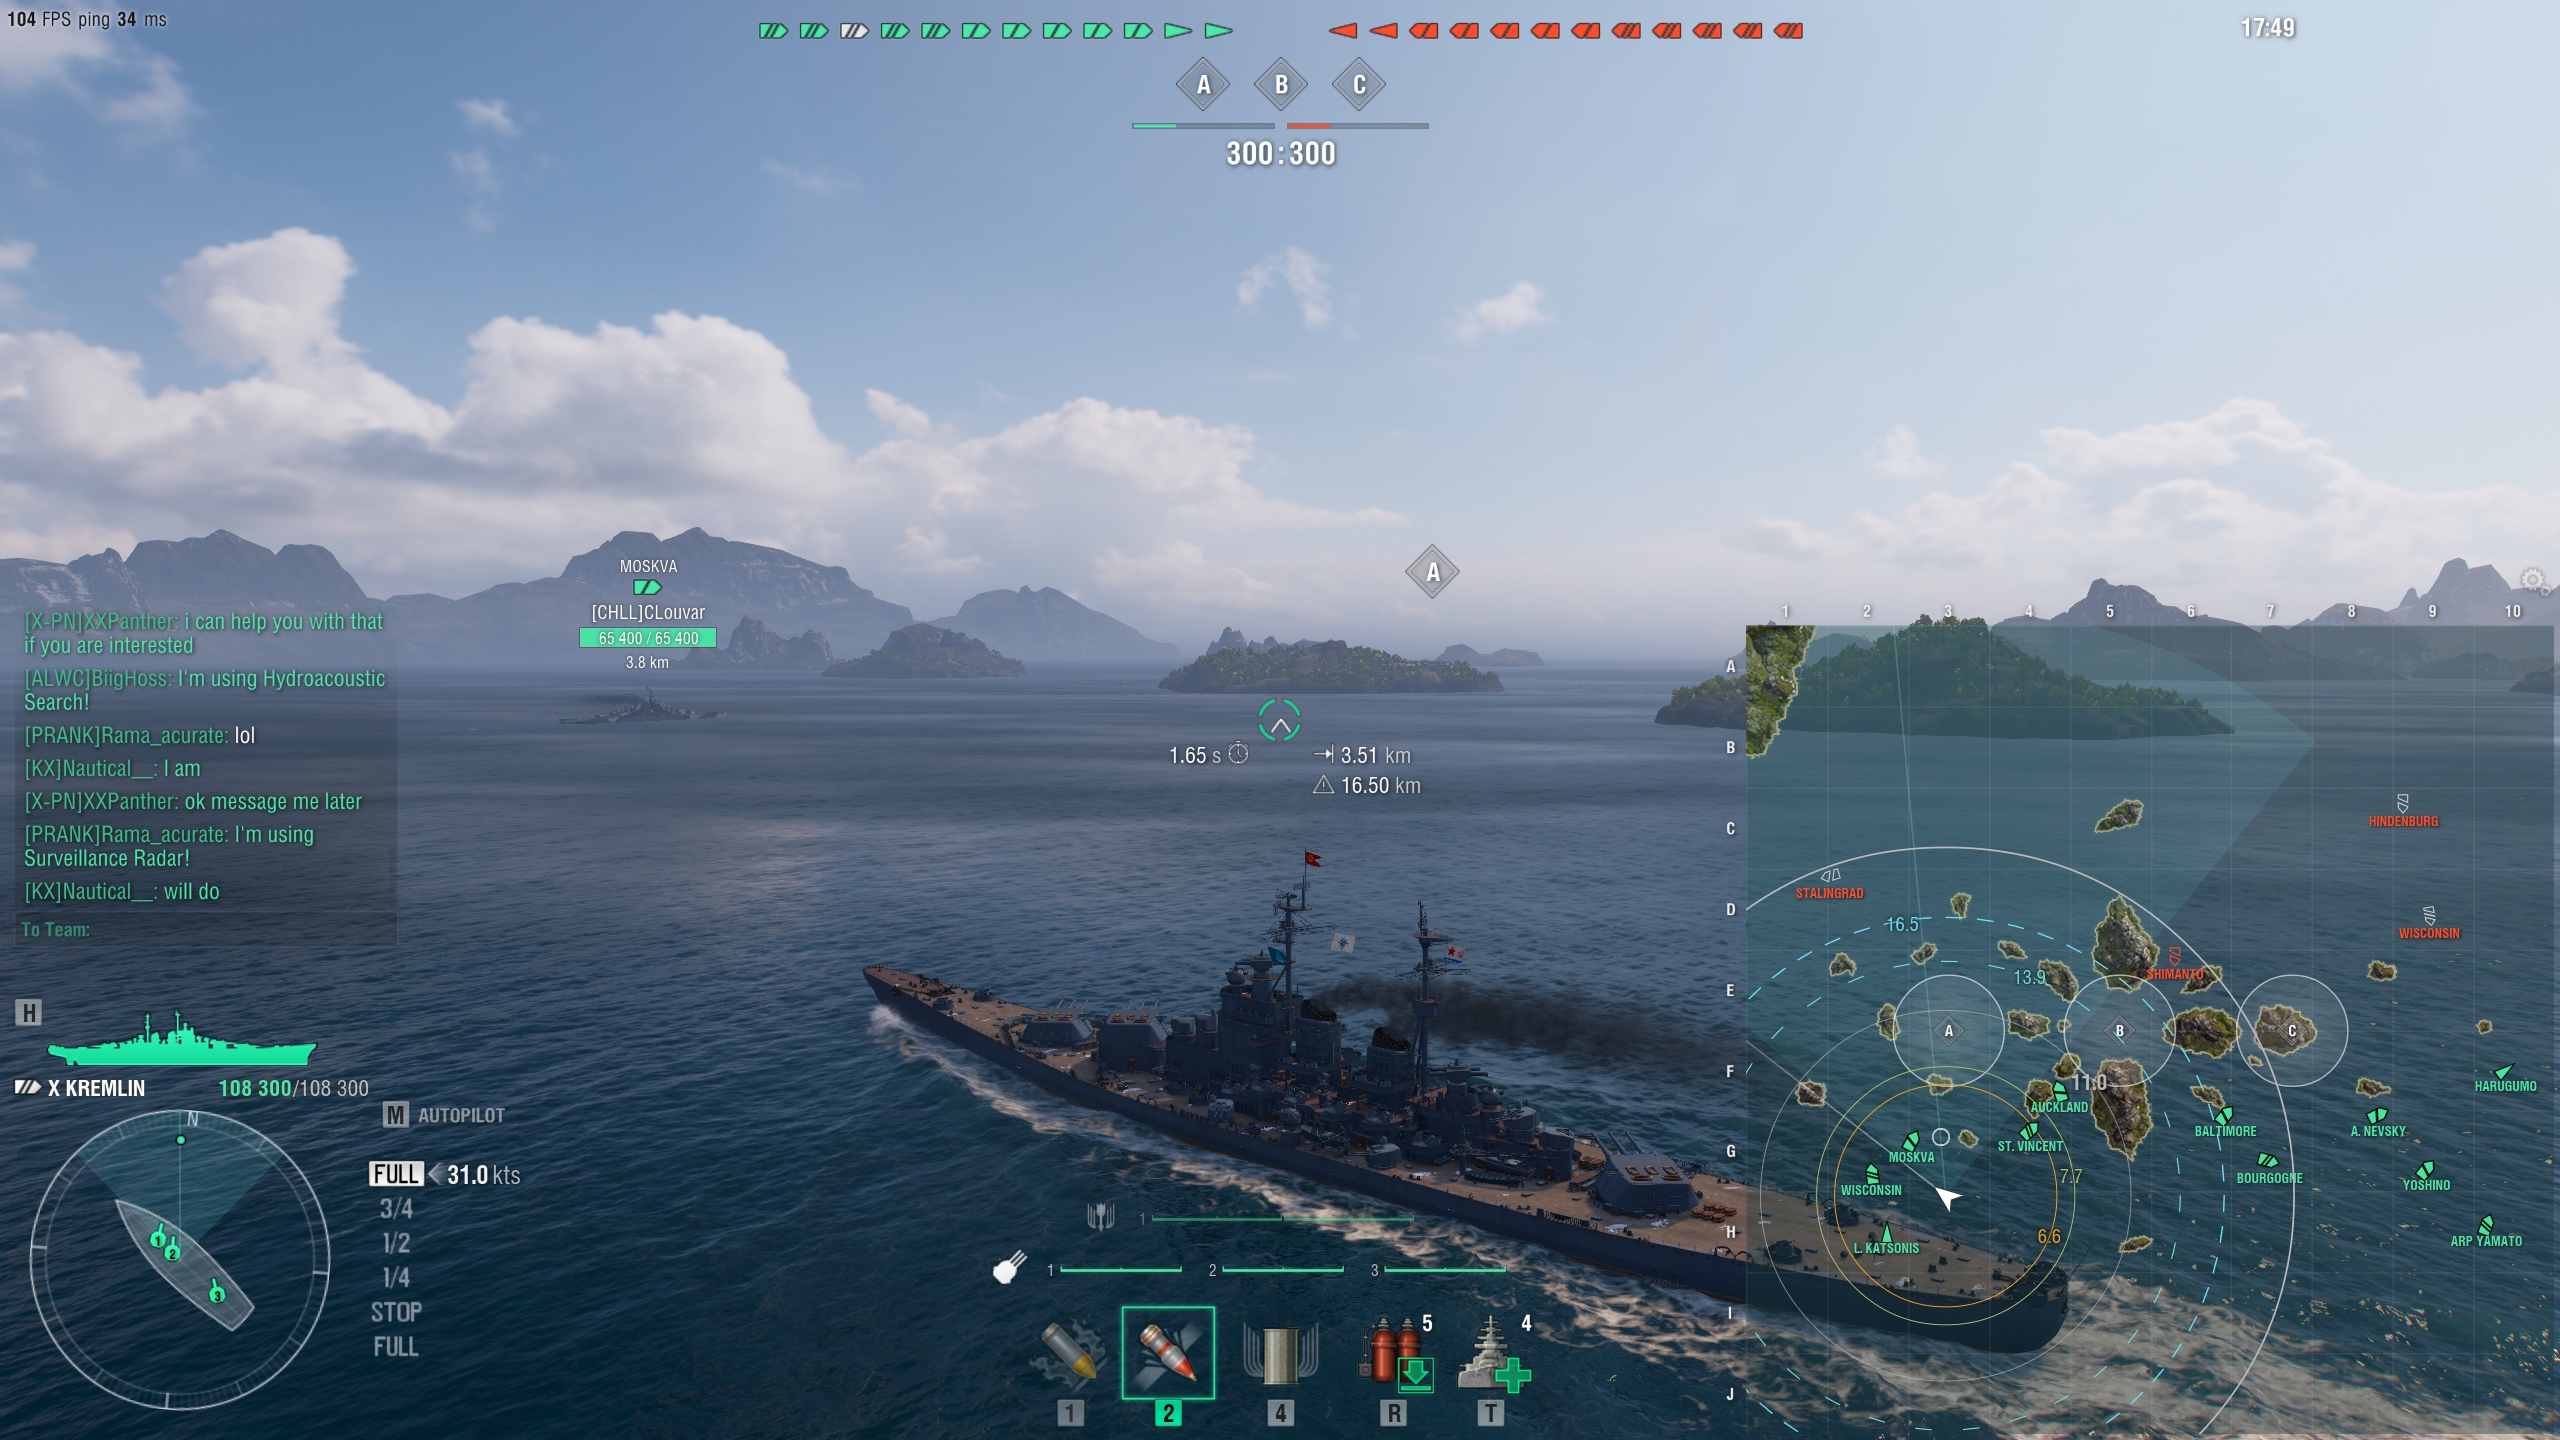 104 FPS ping 34 ms
17:49
A B C
300 : 300
MOSKVA
[CHLL]CLouvar
65 400 / 65 400
3.8 km
A
1.65 s
3.51 km
16.50 km
[X-PN]XXPanther: i can help you with that
if you are interested
[ALWC]BiigHoss: I'm using Hydroacoustic
Search!
[PRANK]Rama_acurate: lol
[KX]Nautical__: I am
[X-PN]XXPanther: ok message me later
[PRANK]Rama_acurate: I'm using
Surveillance Radar!
[KX]Nautical__: will do
To Team:
H
X KREMLIN 108 300/108 300
M AUTOPILOT
N
FULL 31.0 kts
3/4
1/2
1/4
STOP
FULL
1 2 3
1
1 2 3
5 4
1 2 4 R T
1 2 3 4 5 6 7 8 9 10
A
B
C
D
E
F
G
H
I
J
HINDENBURG
STALINGRAD
16.5
WISCONSIN
SHIMANTO
13.9
A B C
11.0
HARUGUMO
AUCKLAND
BALTIMORE
A. NEVSKY
ST. VINCENT
MOSKVA
7.7
BOURGOGNE
YOSHINO
WISCONSIN
6.6
L. KATSONIS
ARP YAMATO